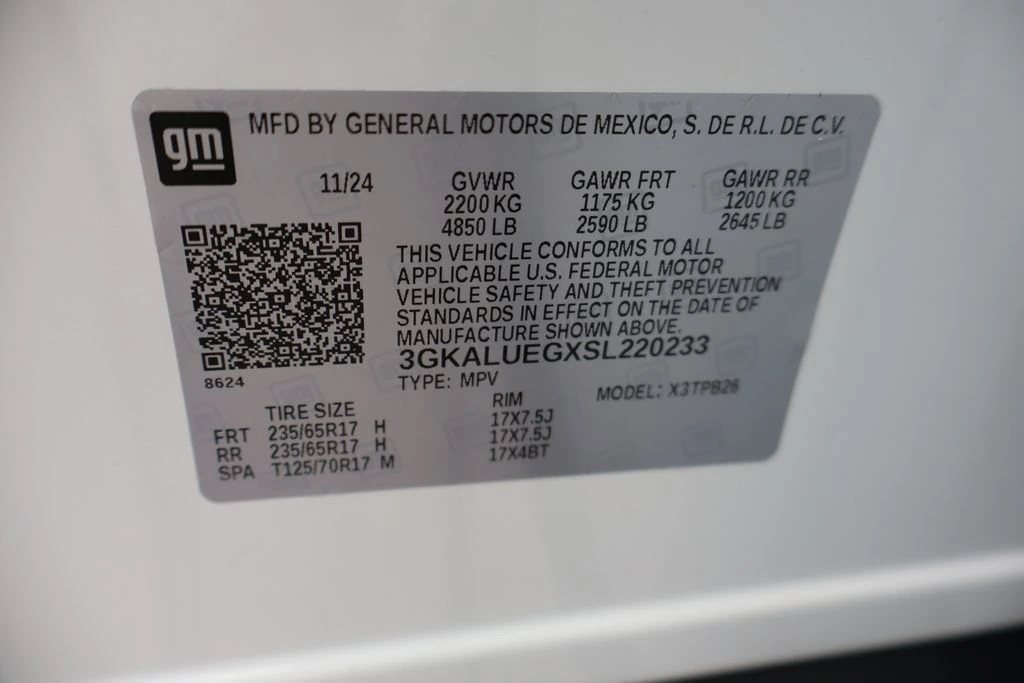 gm
MFD BY GENERAL MOTORS DE MEXICO, S. DE R.L. DE C.V.
11/24 GVWR GAWR FRT GAWR RR
2200 KG 1175 KG 1200 KG
4850 LB 2590 LB 2645 LB
THIS VEHICLE CONFORMS TO ALL
APPLICABLE U.S. FEDERAL MOTOR
VEHICLE SAFETY AND THEFT PREVENTION
STANDARDS IN EFFECT ON THE DATE OF
MANUFACTURE SHOWN ABOVE.
3GKALUEGXSL220233
8624
TYPE: MPV MODEL: X3TPB26
TIRE SIZE RIM
FRT 235/65R17 H 17X7.5J
RR 235/65R17 H 17X7.5J
SPA T125/70R17 M 17X4BT